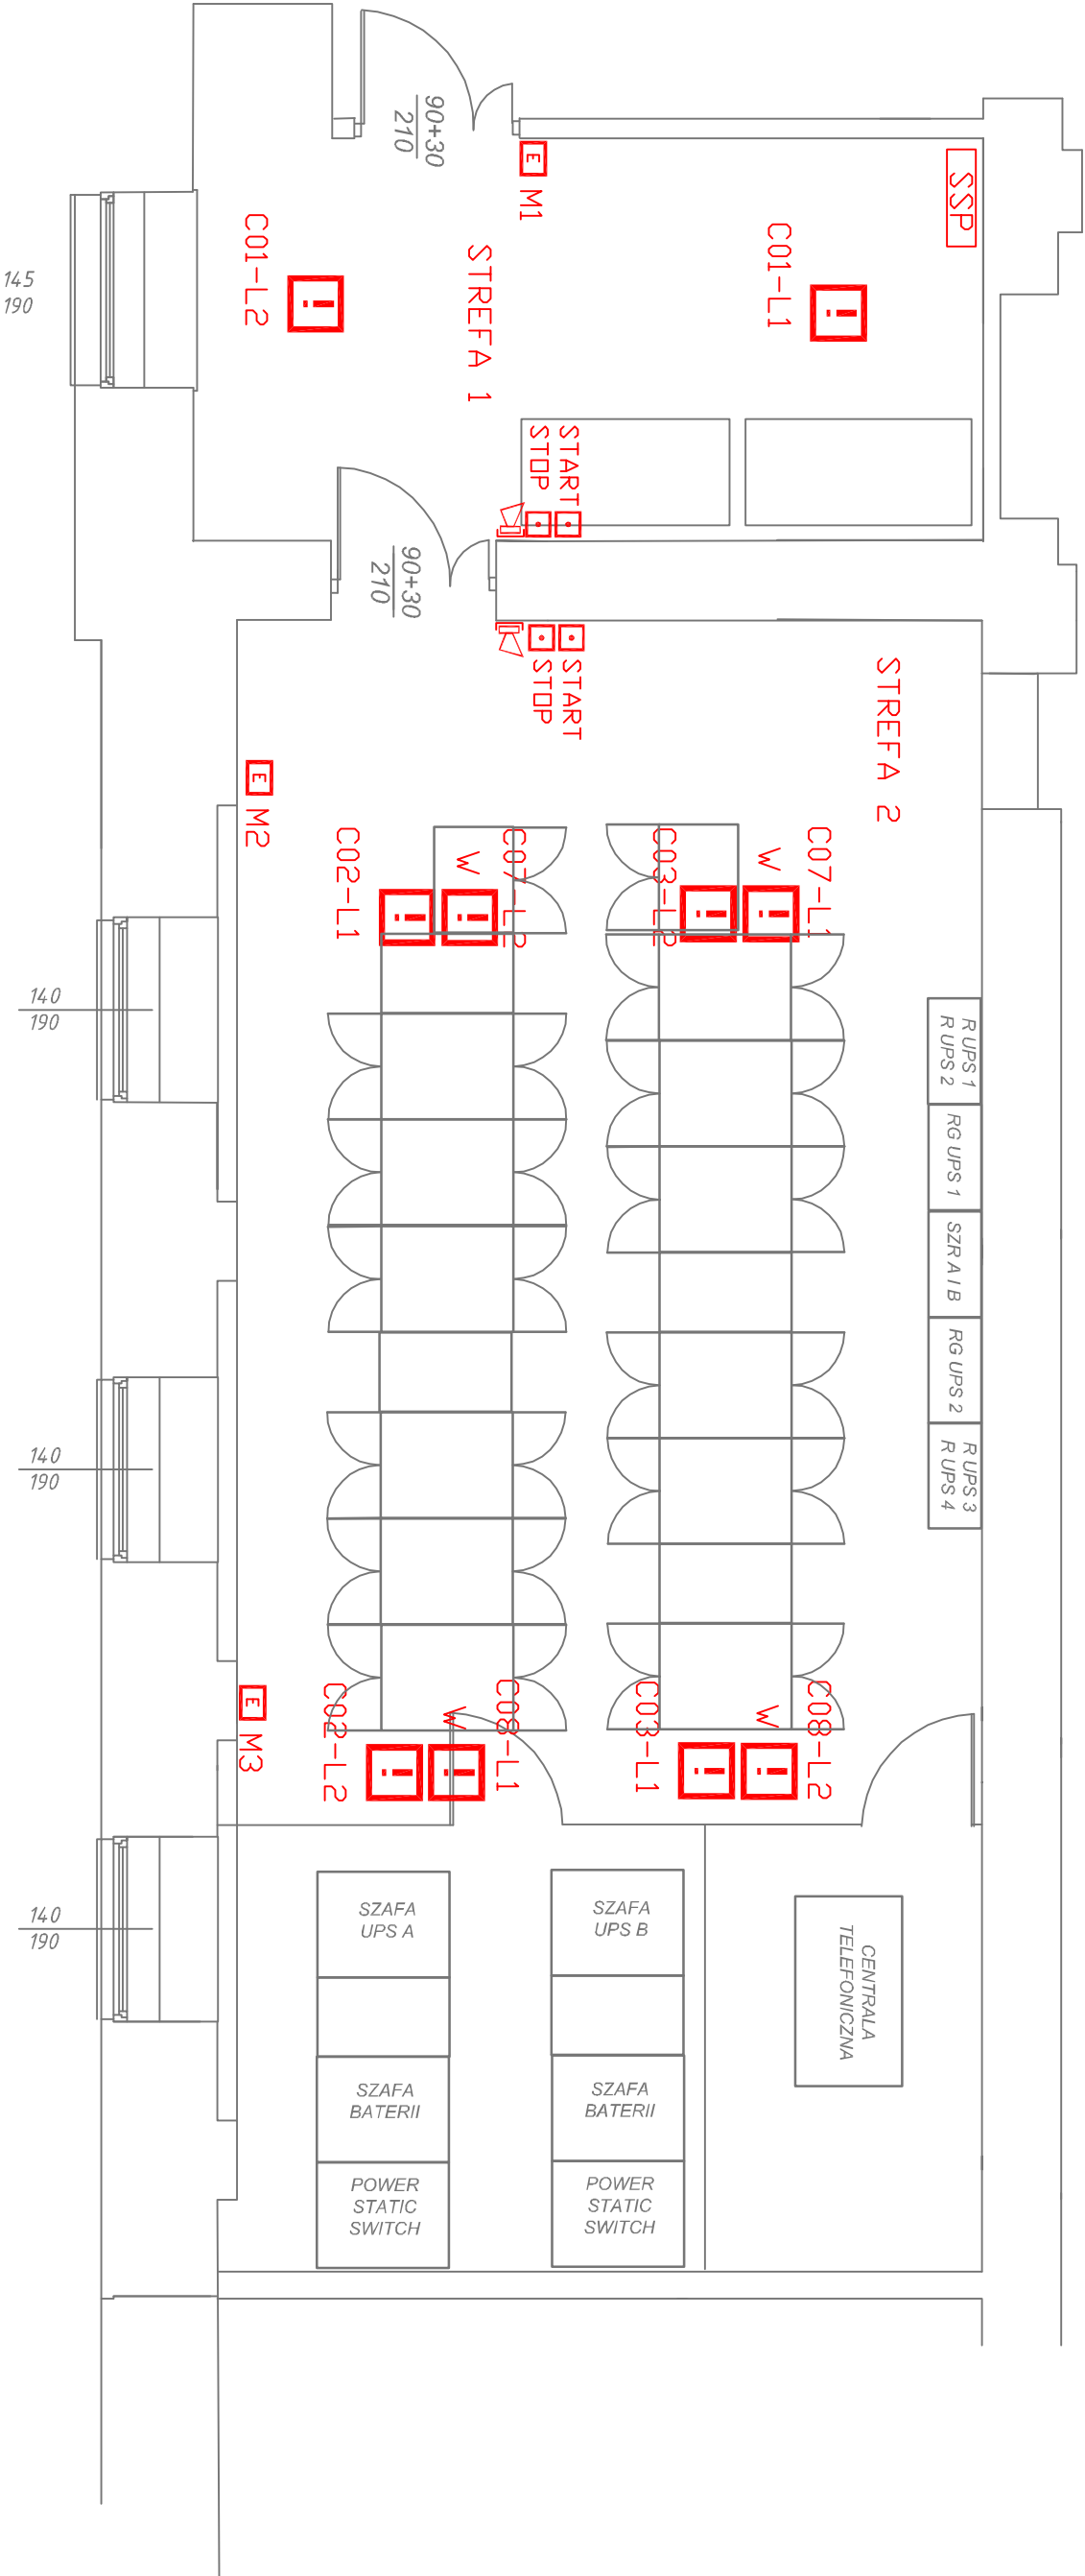 SSP
C01-L1
M1
E
90+30
210
STREFA 1
C01-L2
145
190
START
STOP
90+30
210
START
STOP
STREFA 2
E
M2
C07-L1
W
C03-L2
C07-L2
W
C02-L1
R UPS 1
R UPS 2
RG UPS 1
SZR A I B
RG UPS 2
R UPS 3
R UPS 4
140
190
140
190
E
M3
C08-L2
W
C03-L1
C08-L1
W
C02-L2
140
190
SZAFA
UPS A
SZAFA
UPS B
CENTRALA
TELEFONICZNA
SZAFA
BATERII
SZAFA
BATERII
POWER
STATIC
SWITCH
POWER
STATIC
SWITCH
i
i
i
i
i
i
i
i
i
i